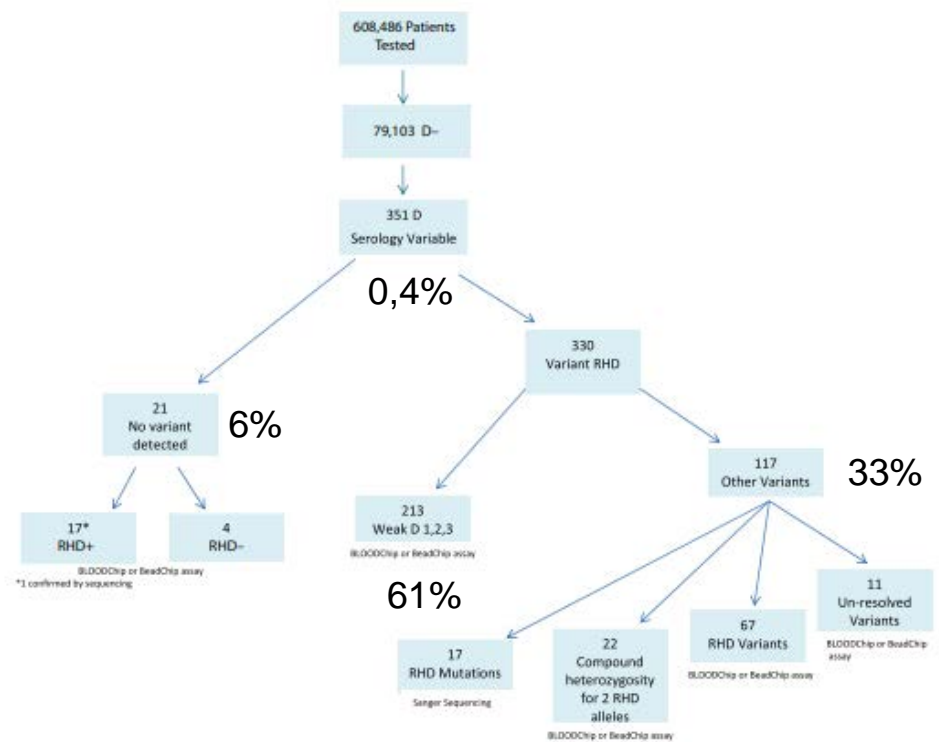 608,486 Patients
Tested
79,103 D–
351 D
Serology Variable
0,4%
330
Variant RHD
21
No variant
detected
6%
117
Other Variants
33%
17*
RHD+
4
RHD–
BLOODChip or BeadChip assay
*1 confirmed by sequencing
213
Weak D 1,2,3
BLOODChip or BeadChip assay
61%
17
RHD Mutations
Sanger Sequencing
22
Compound
heterozygosity
for 2 RHD
alleles
BLOODChip or BeadChip assay
67
RHD Variants
BLOODChip or BeadChip assay
11
Un-resolved
Variants
BLOODChip or BeadChip
assay